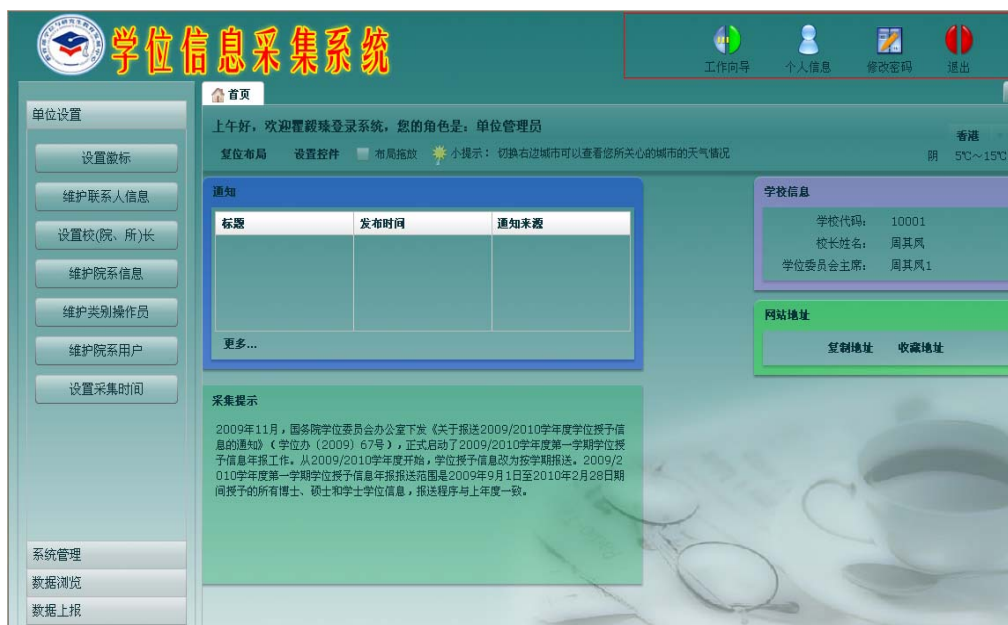 学位信息采集系统
工作向导
个人信息
修改密码
退出
单位设置
设置徽标
维护联系人信息
设置校(院、所)长
维护院系信息
维护类别操作员
维护院系用户
设置采集时间
系统管理
数据浏览
数据上报
首页
上午好，欢迎瞿毅臻登录系统，您的角色是：单位管理员
复位布局 设置控件 布局拖放 小提示： 切换右边城市可以查看您所关心的城市的天气情况
香港
阴 5℃～15℃
通知
标题 发布时间 通知来源
更多...
学校信息
学校代码： 10001
校长姓名： 周其凤
学位委员会主席： 周其凤1
网站地址
复制地址 收藏地址
采集提示
2009年11月，国务院学位委员会办公室下发《关于报送2009/2010学年度学位授予信
息的通知》（学位办（2009）67号），正式启动了2009/2010学年度第一学期学位授
予信息年报工作。从2009/2010学年度开始，学位授予信息改为按学期报送。2009/2
010学年度第一学期学位授予信息年报报送范围是2009年9月1日至2010年2月28日期
间授予的所有博士、硕士和学士学位信息，报送程序与上年度一致。